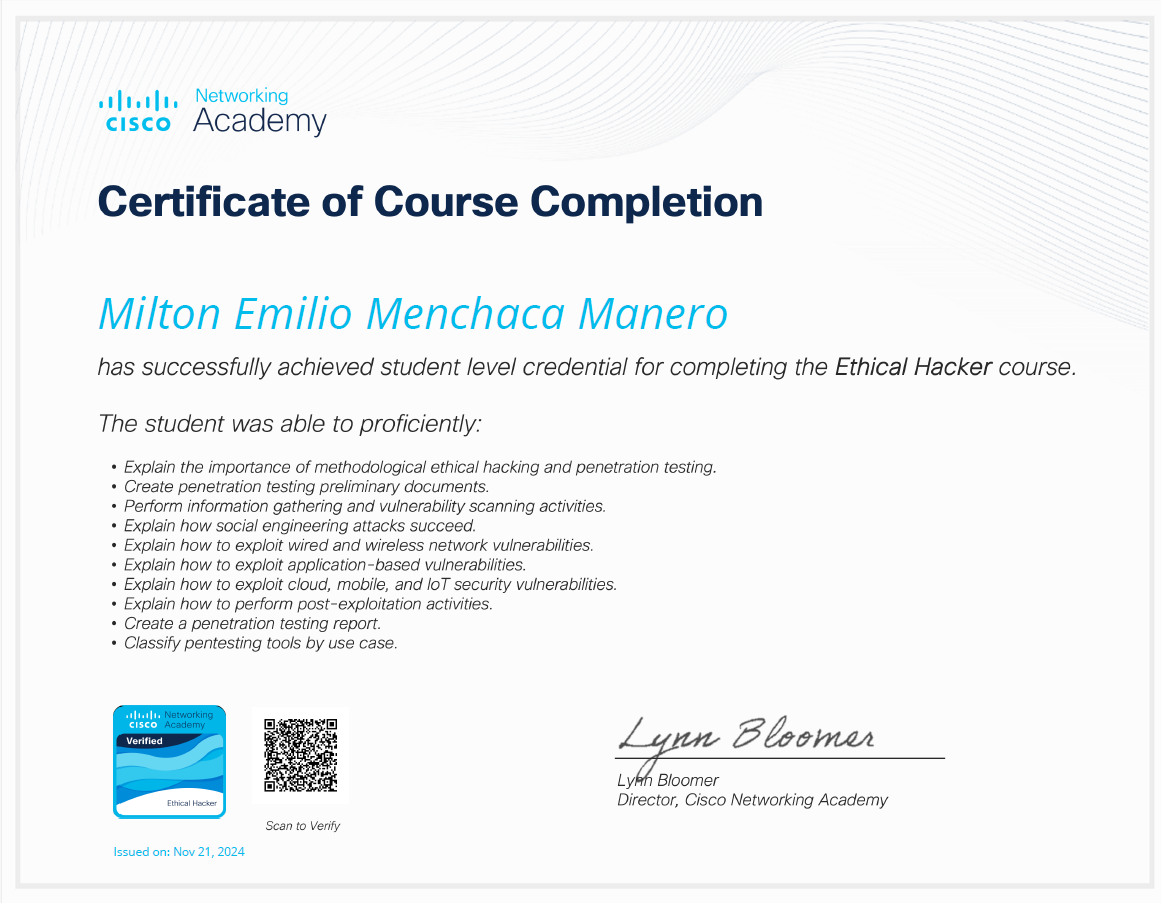 Networking
Academy
CISCO
Certificate of Course Completion
Milton Emilio Menchaca Manero
has successfully achieved student level credential for completing the Ethical Hacker course.
The student was able to proficiently:
• Explain the importance of methodological ethical hacking and penetration testing.
• Create penetration testing preliminary documents.
• Perform information gathering and vulnerability scanning activities.
• Explain how social engineering attacks succeed.
• Explain how to exploit wired and wireless network vulnerabilities.
• Explain how to exploit application-based vulnerabilities.
• Explain how to exploit cloud, mobile, and IoT security vulnerabilities.
• Explain how to perform post-exploitation activities.
• Create a penetration testing report.
• Classify pentesting tools by use case.
Networking
CISCO Academy
Verified
Ethical Hacker
Scan to Verify
Issued on: Nov 21, 2024
Lynn Bloomer
Lynn Bloomer
Director, Cisco Networking Academy